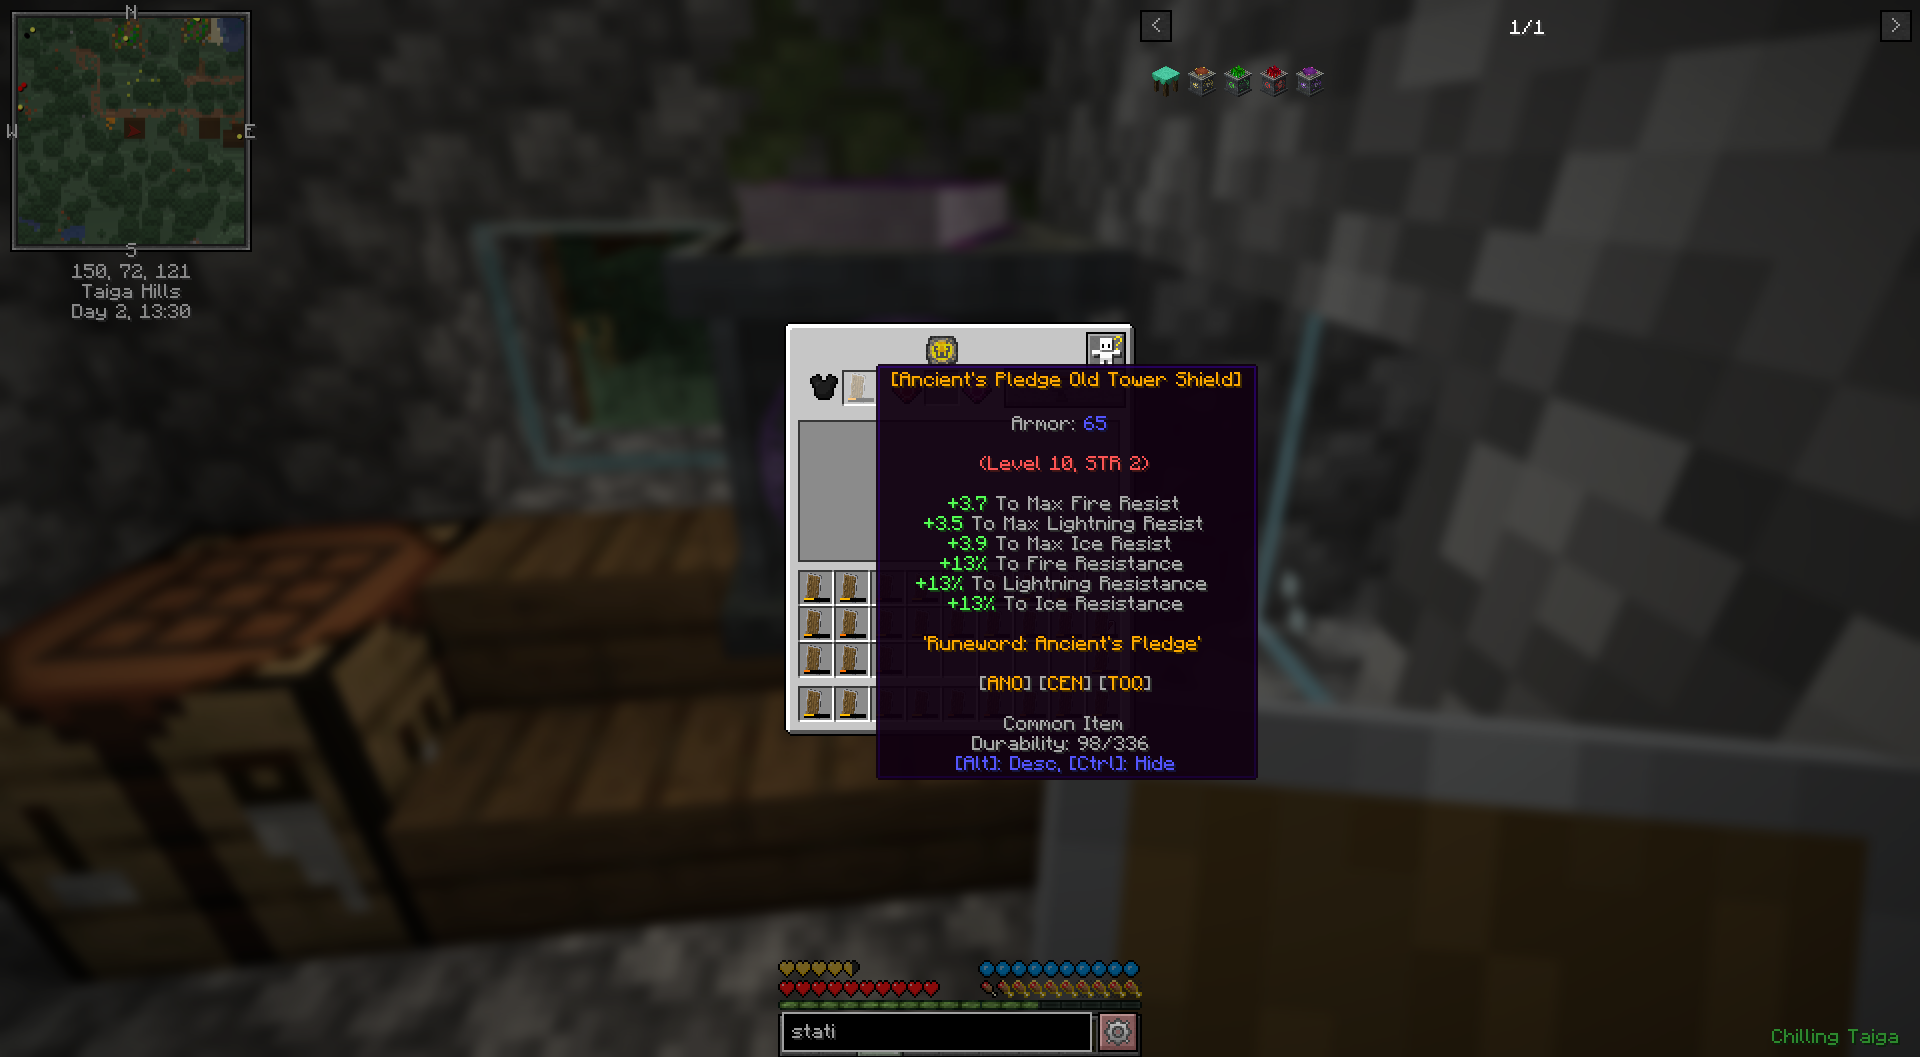 N
W
E
S
150, 72, 121
Taiga Hills
Day 2, 13:30
<
1/1
>
[Ancient's Pledge Old Tower Shield]
Armor: 65
(Level 10, STR 2)
+3.7 To Max Fire Resist
+3.5 To Max Lightning Resist
+3.9 To Max Ice Resist
+13% To Fire Resistance
+13% To Lightning Resistance
+13% To Ice Resistance
'Runeword: Ancient's Pledge'
[ANO] [CEN] [TOQ]
Common Item
Durability: 98/336
[Alt]: Desc, [Ctrl]: Hide
stati
Chilling Taiga